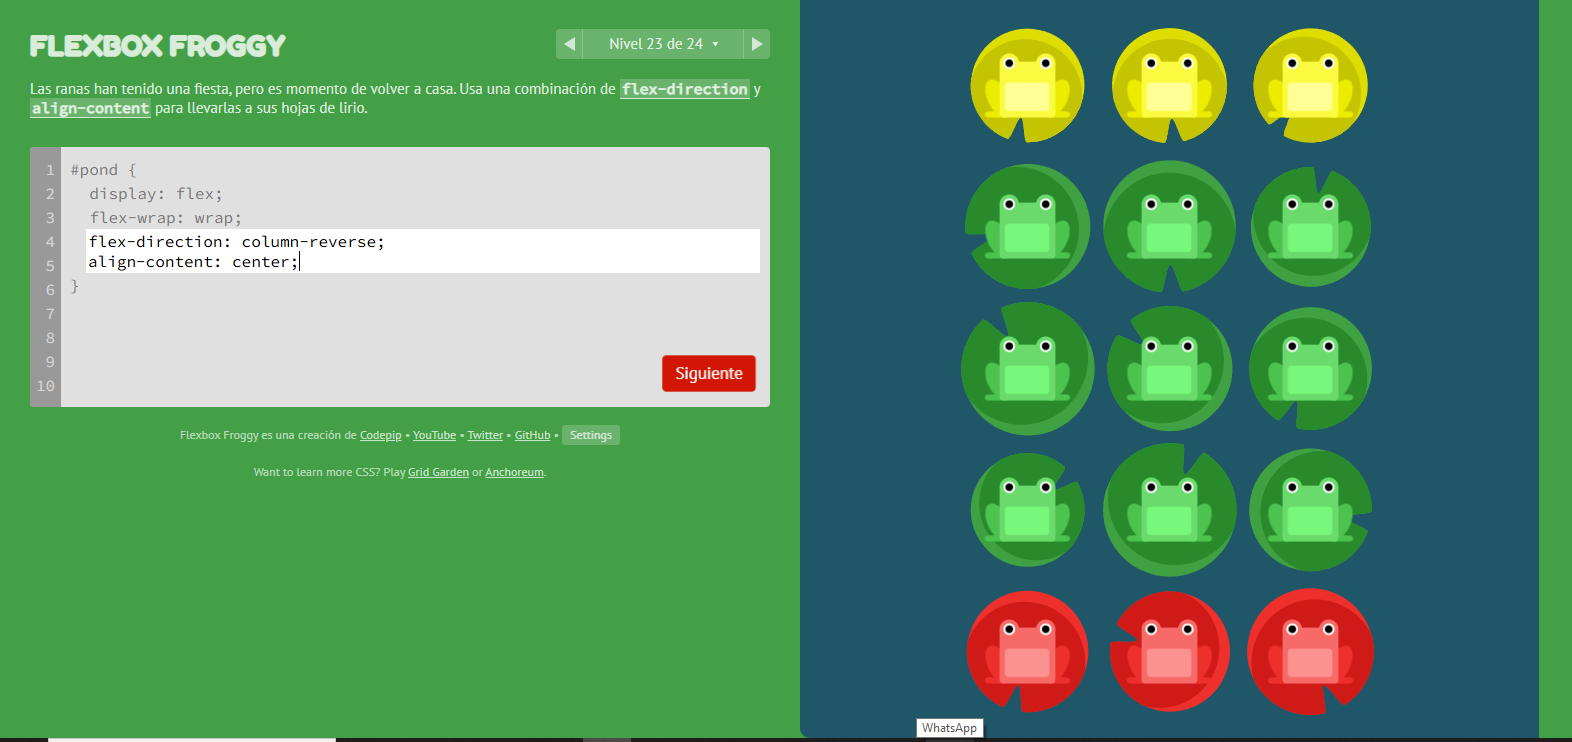 FLEXBOX FROGGY
Nivel 23 de 24
Las ranas han tenido una fiesta, pero es momento de volver a casa. Usa una combinación de flex-direction y
align-content para llevarlas a sus hojas de lirio.
1 #pond {
2 display: flex;
3 flex-wrap: wrap;
4 flex-direction: column-reverse;
5 align-content: center;
6 }
7
8
9
10
Siguiente
Flexbox Froggy es una creación de Codepip • YouTube • Twitter • GitHub • Settings
Want to learn more CSS? Play Grid Garden or Anchoreum.
WhatsApp